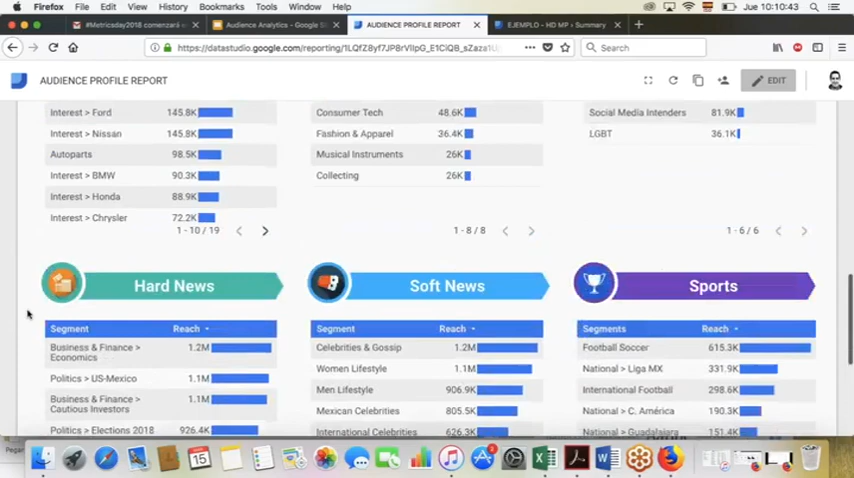 Firefox File Edit View History Bookmarks Tools Window Help Jue 10:10:43
#Metricsday2018 comenzará
Audience Analytics - Google Sl
AUDIENCE PROFILE REPORT
EJEMPLO - HD MP ‹ Summary
https://datastudio.google.com/reporting/1LQfZ8yf7JP8rVIlpG_E1CiQB_sZaza1
Search
AUDIENCE PROFILE REPORT
EDIT
Interest > Ford 145.8K
Interest > Nissan 145.8K
Autoparts 98.5K
Interest > BMW 90.3K
Interest > Honda 88.9K
Interest > Chrysler 72.2K
1 - 10 / 19
Consumer Tech 48.6K
Fashion & Apparel 36.4K
Musical Instruments 26K
Collecting 26K
1 - 8 / 8
Social Media Intenders 81.9K
LGBT 36.1K
1 - 6 / 6
Hard News
Segment Reach
Business & Finance > 1.2M
Economics
Politics > US-Mexico 1.1M
Business & Finance > 1.1M
Cautious Investors
Politics > Elections 2018 926.4K
Soft News
Segment Reach
Celebrities & Gossip 1.2M
Women Lifestyle 1.1M
Men Lifestyle 906.9K
Mexican Celebrities 805.5K
International Celebrities 626.3K
Sports
Segments Reach
Football Soccer 615.3K
National > Liga MX 331.9K
International Football 298.6K
National > C. América 190.3K
National > Guadalajara 151.4K
Pegar
15
1